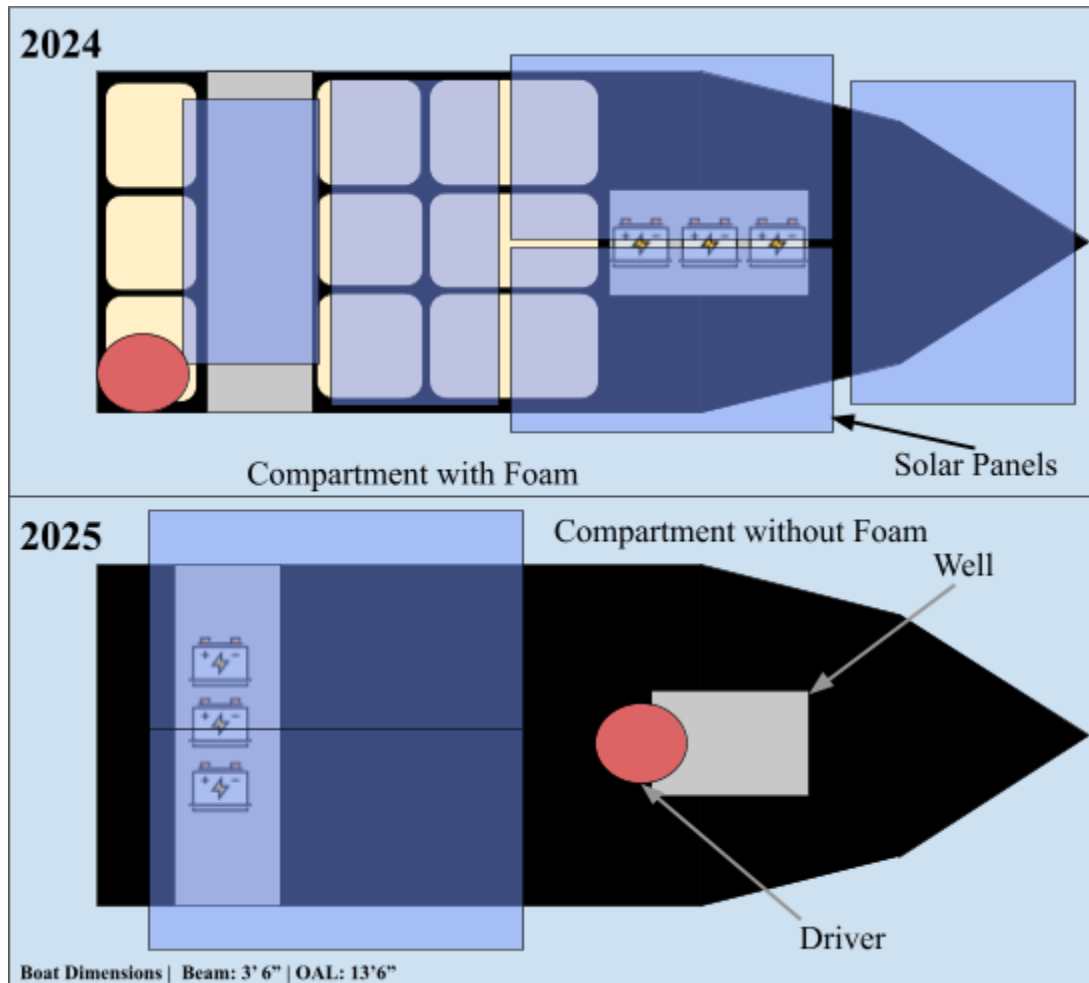 2024
Solar Panels
Compartment with Foam
2025
Compartment without Foam
Well
Driver
Boat Dimensions | Beam: 3' 6” | OAL: 13'6”